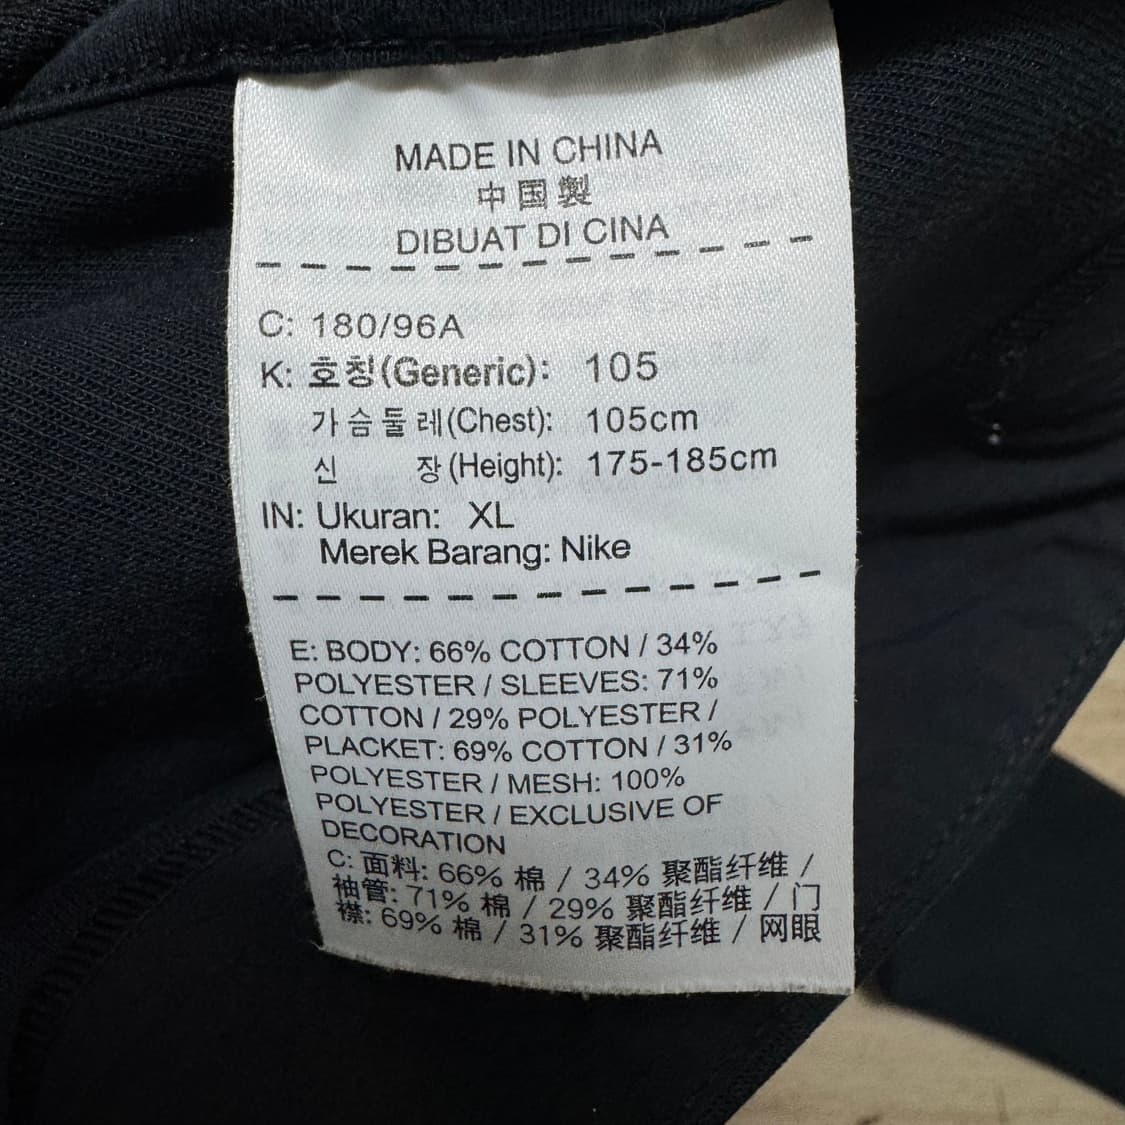 MADE IN CHINA
中国製
DIBUAT DI CINA
C: 180/96A
K: 호칭(Generic): 105
가슴둘레(Chest): 105cm
신 장(Height): 175-185cm
IN: Ukuran: XL
Merek Barang: Nike
E: BODY: 66% COTTON / 34%
POLYESTER / SLEEVES: 71%
COTTON / 29% POLYESTER /
PLACKET: 69% COTTON / 31%
POLYESTER / MESH: 100%
POLYESTER / EXCLUSIVE OF
DECORATION
C: 面料: 66% 棉 / 34% 聚酯纤维 /
袖管: 71% 棉 / 29% 聚酯纤维 / 门
襟: 69% 棉 / 31% 聚酯纤维 / 网眼